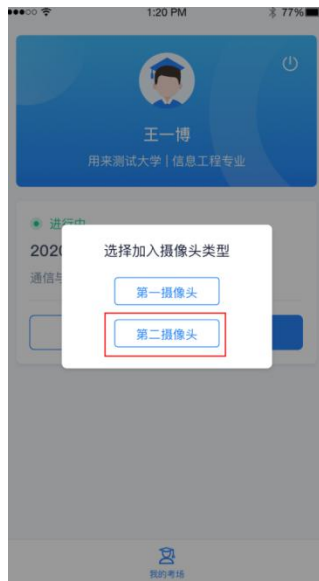 1:20 PM
77%
王一博
用来测试大学 | 信息工程专业
进行中
2020
通信与
选择加入摄像头类型
第一摄像头
第二摄像头
我的考场